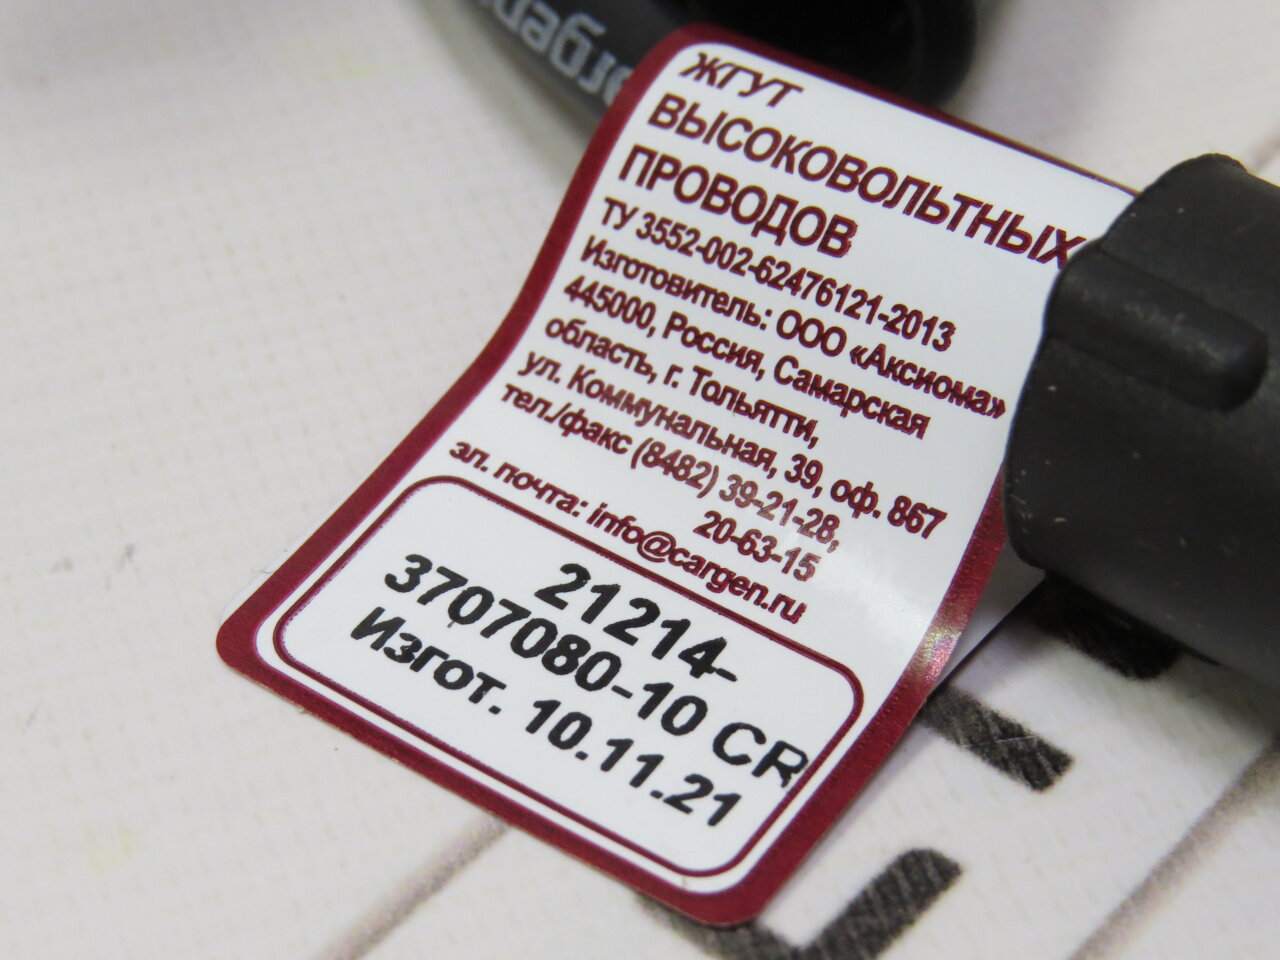 ЖГУТ
ВЫСОКОВОЛЬТНЫХ
ПРОВОДОВ
ТУ 3552-002-62476121-2013
Изготовитель: ООО «Аксиома»
445000, Россия, Самарская
область, г. Тольятти,
ул. Коммунальная, 39, оф. 867
тел./факс (8482) 39-21-28,
20-63-15
эл. почта: info@cargen.ru
21214-
3707080-10 CR
Изгот. 10.11.21